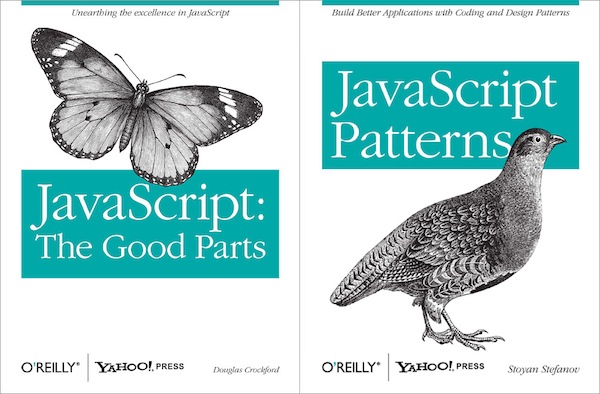 Unearthing the excellence in JavaScript
JavaScript:
The Good Parts
O'REILLY®
YAHOO! PRESS
Douglas Crockford
Build Better Applications with Coding and Design Patterns
JavaScript
Patterns
O'REILLY®
YAHOO! PRESS
Stoyan Stefanov